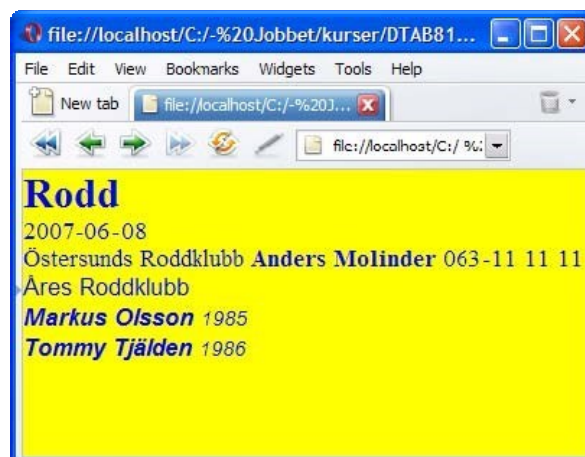 file://localhost/C:/-%20Jobbet/kurser/DTAB81...
File Edit View Bookmarks Widgets Tools Help
New tab file://localhost/C:/-%20J...
file://localhost/C:/
Rodd
2007-06-08
Östersunds Roddklubb Anders Molinder 063-11 11 11
Åres Roddklubb
Markus Olsson 1985
Tommy Tjälden 1986